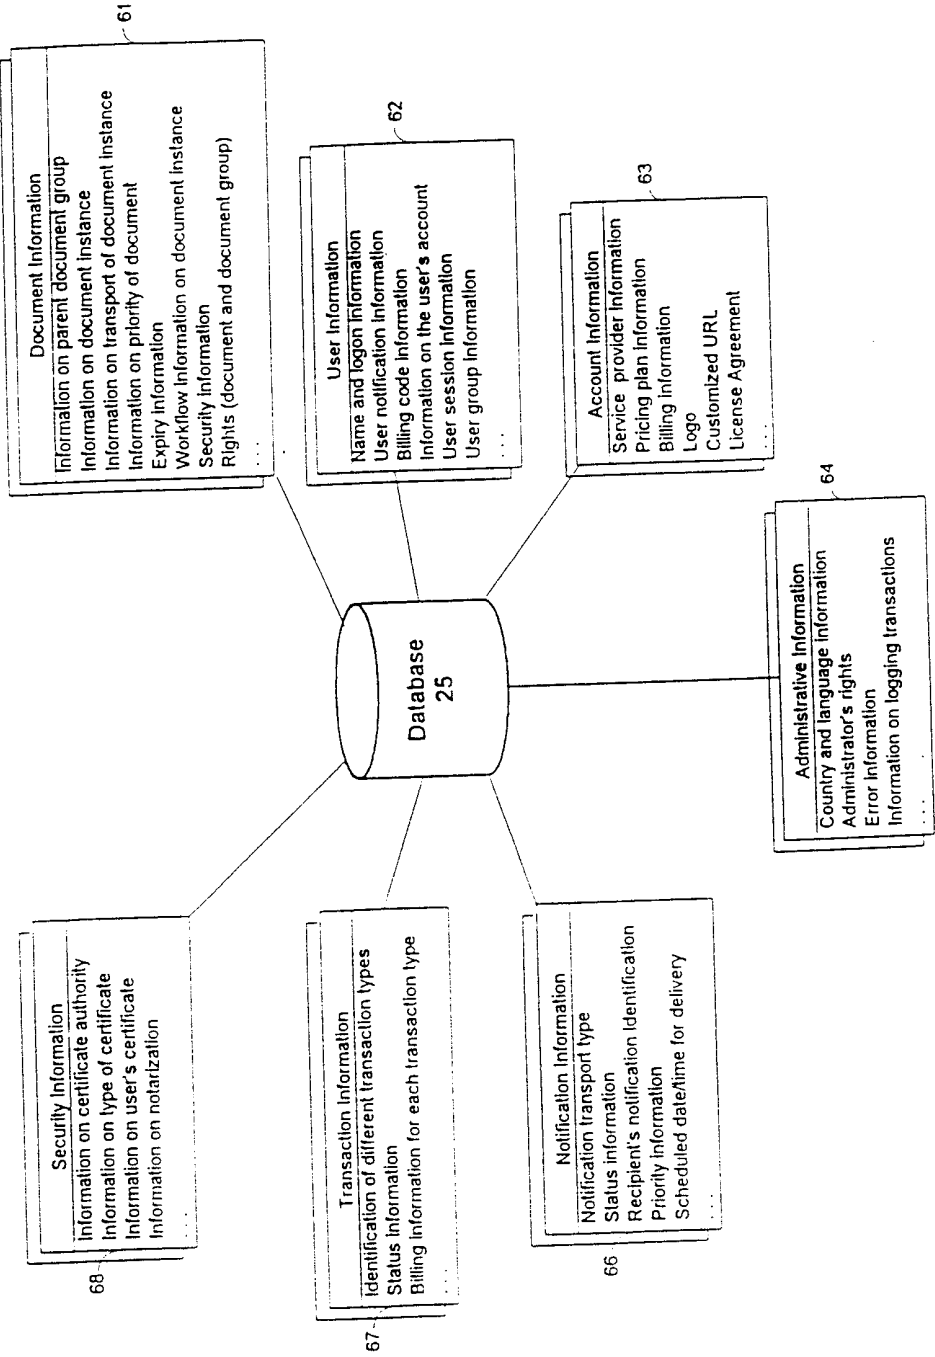 Document Information
Information on parent document group
Information on document instance
Information on transport of document instance
Information on priority of document
Expiry Information
Workflow Information on document instance
Security Information
Rights (document and document group)
. . .
61
User Information
Name and logon information
User notification information
Billing code information
Information on the user's account
User session information
User group information
. . .
62
Account Information
Service provider information
Pricing plan information
Billing information
Logo
Customized URL
License Agreement
. . .
63
Administrative Information
Country and language information
Administrator's rights
Error Information
Information on logging transactions
. . .
64
Database
25
Security Information
Information on certificate authority
Information on type of certificate
Information on user's certificate
Information on notarization
. . .
68
Transaction Information
Identification of different transaction types
Status information
Billing information for each transaction type
. . .
67
Notification Information
Notification transport type
Status information
Recipient's notification identification
Priority information
Scheduled date/time for delivery
. . .
66